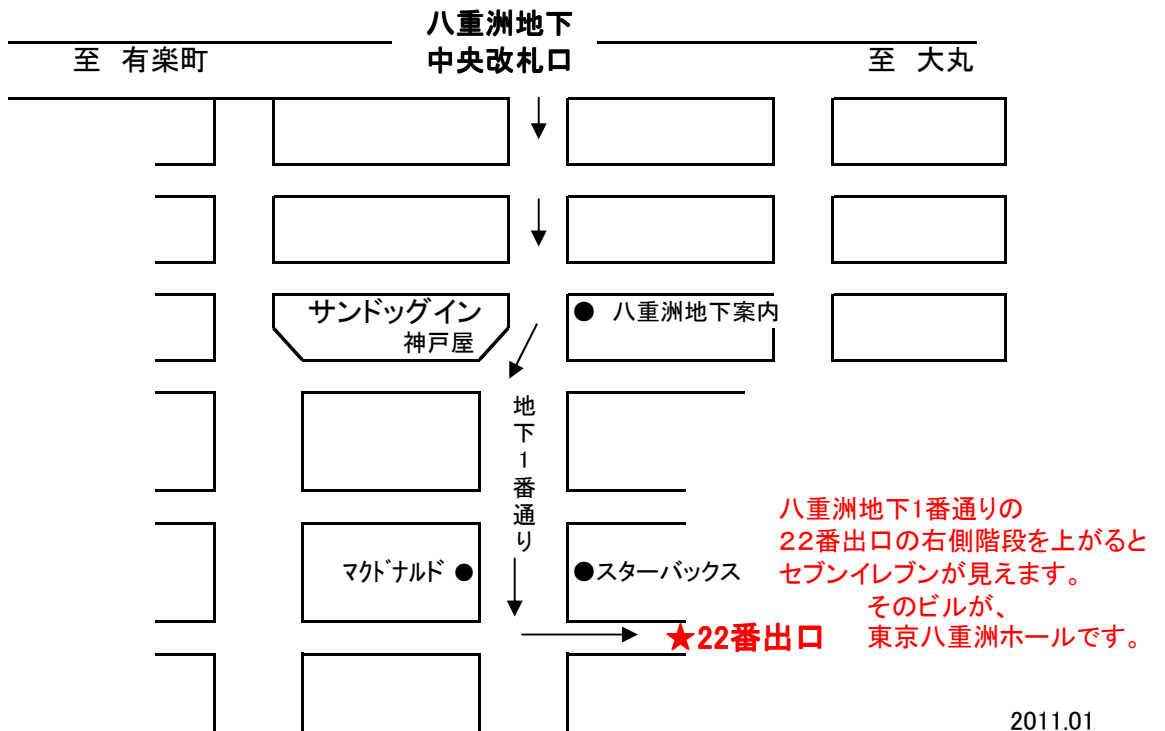 八重洲地下
中央改札口
至 有楽町
至 大丸
サンドッグイン
神戸屋
● 八重洲地下案内
地下1番通り
マクドナルド ●
●スターバックス
★22番出口
八重洲地下1番通りの
22番出口の右側階段を上がると
セブンイレブンが見えます。
そのビルが、
東京八重洲ホールです。
2011.01